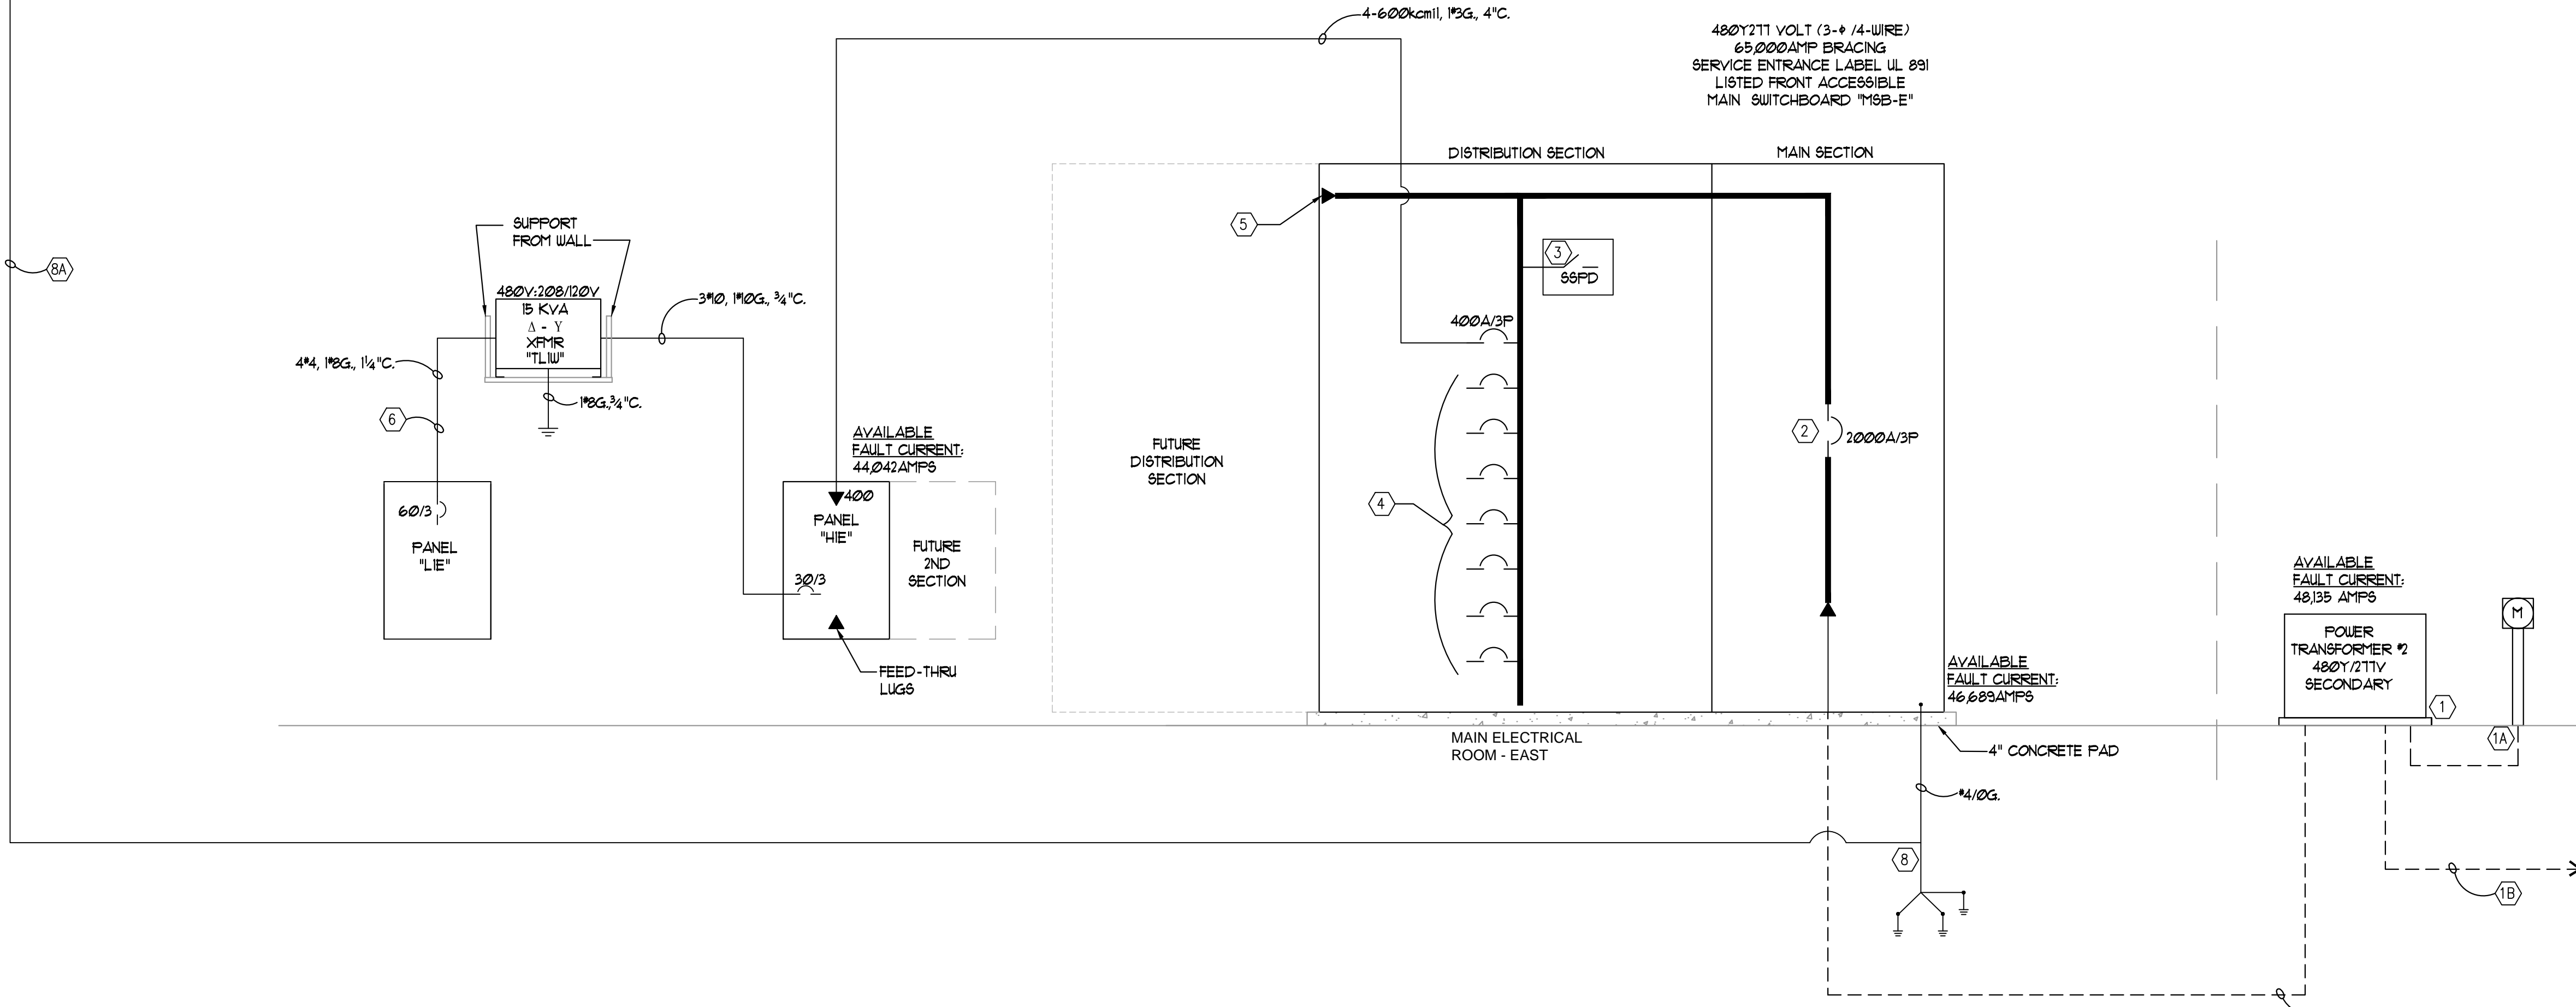 4-600kcmil, 1#3G., 4"C.
480Y277 VOLT (3-ϕ /4-WIRE)
65,000AMP BRACING
SERVICE ENTRANCE LABEL UL 891
LISTED FRONT ACCESSIBLE
MAIN SWITCHBOARD "MSB-E"
DISTRIBUTION SECTION
MAIN SECTION
5
3
SSPD
400A/3P
4
2
2000A/3P
FUTURE
DISTRIBUTION
SECTION
8A
SUPPORT
FROM WALL
480V:208/120V
15 KVA
Δ - Y
XFMR
"TL1W"
3#10, 1#10G., 3/4"C.
4#4, 1#8G., 1 1/4"C.
1#8G.,3/4"C.
6
60/3
PANEL
"L1E"
AVAILABLE
FAULT CURRENT:
44,042AMPS
400
PANEL
"H1E"
30/3
FUTURE
2ND
SECTION
FEED-THRU
LUGS
AVAILABLE
FAULT CURRENT:
46,689AMPS
MAIN ELECTRICAL
ROOM - EAST
4" CONCRETE PAD
#4/0G.
8
AVAILABLE
FAULT CURRENT:
48,135 AMPS
POWER
TRANSFORMER #2
480Y/277V
SECONDARY
M
1
1A
1B